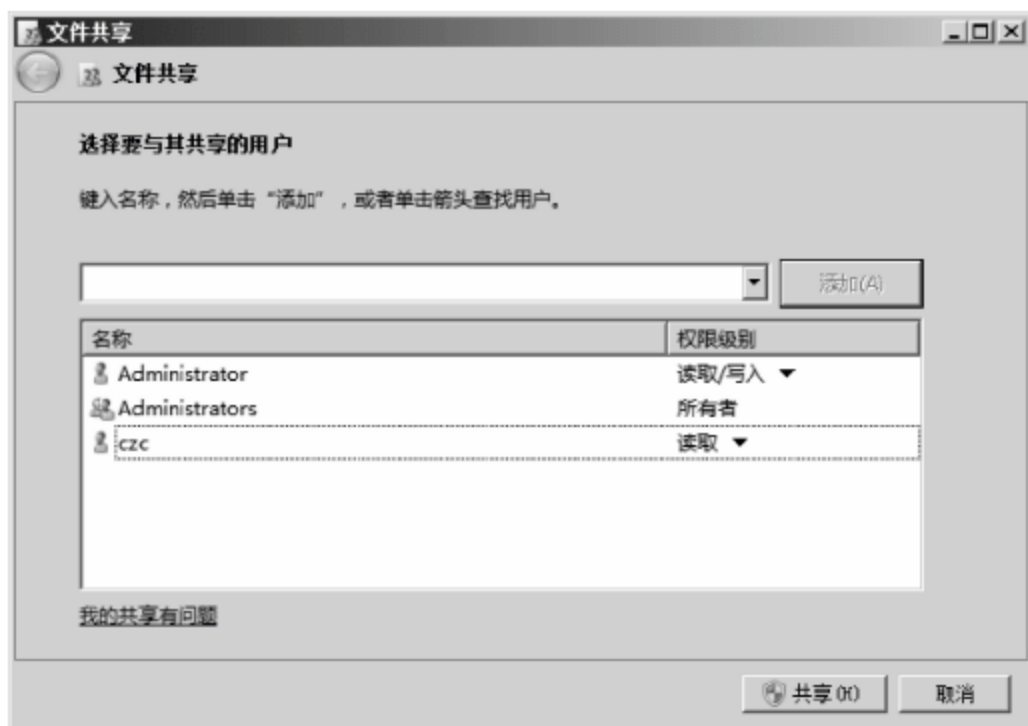 文件共享
文件共享
选择要与其共享的用户
键入名称，然后单击“添加”，或者单击箭头查找用户。
添加(A)
名称 权限级别
Administrator 读取/写入
Administrators 所有者
czc 读取
我的共享有问题
共享(H) 取消